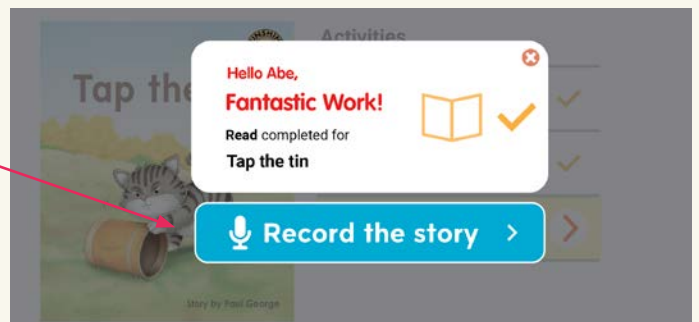 Activities
Tap the
Hello Abe,
Fantastic Work!
Read completed for
Tap the tin
Record the story
Story by Paul George